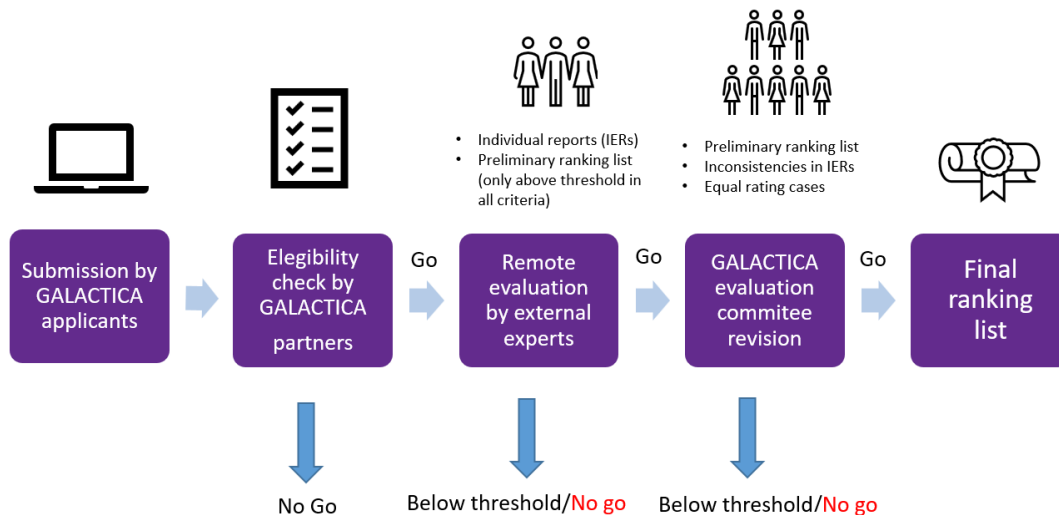 • Individual reports (IERs)
• Preliminary ranking list
(only above threshold in
all criteria)
• Preliminary ranking list
• Inconsistencies in IERs
• Equal rating cases
Submission by
GALACTICA
applicants
Elegibility
check by
GALACTICA
partners
Go
Remote
evaluation
by external
experts
Go
GALACTICA
evaluation
commitee
revision
Go
Final
ranking
list
No Go
Below threshold/No go
Below threshold/No go